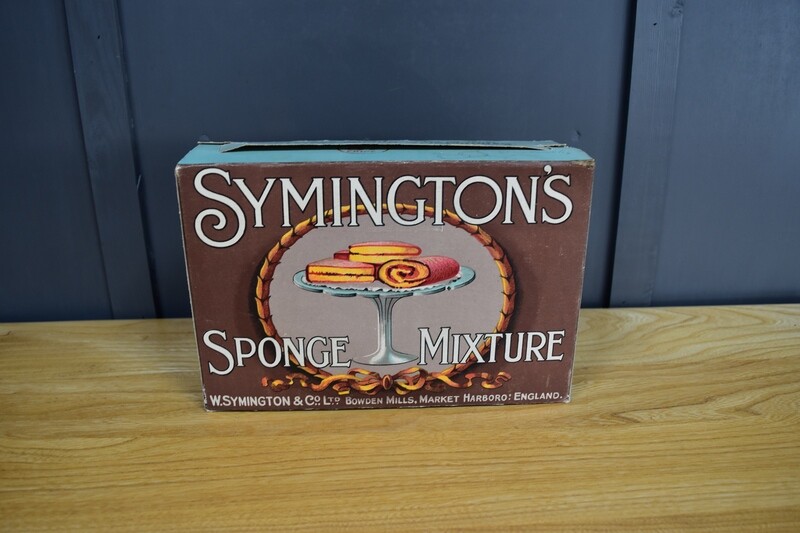 SYMINGTON'S
SPONGE MIXTURE
W. SYMINGTON & CO LTD BOWDEN MILLS, MARKET HARBORO: ENGLAND.